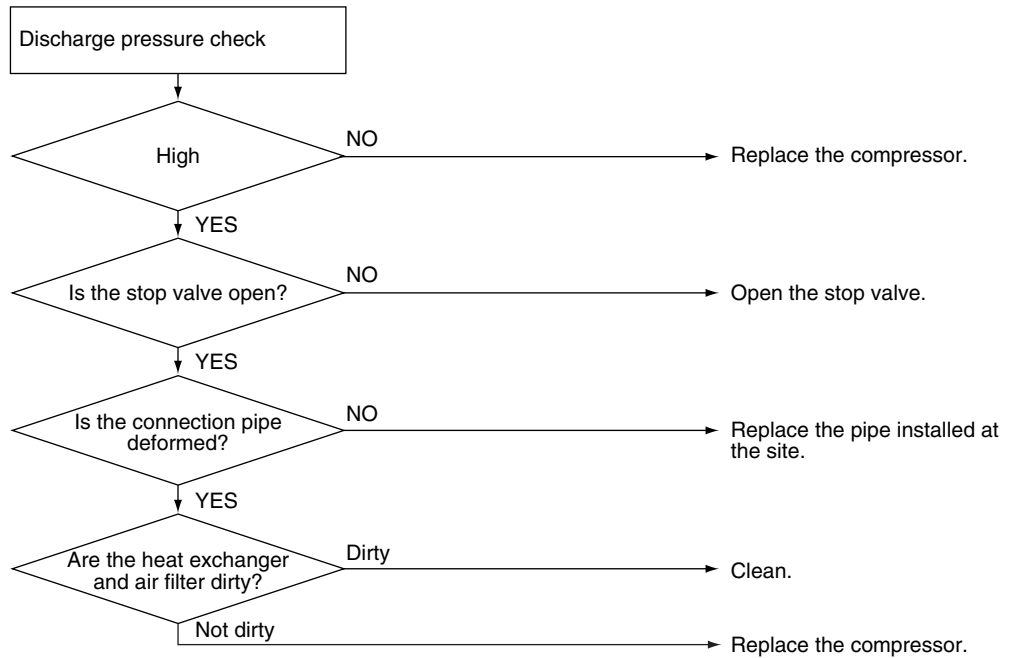 Discharge pressure check
High
NO
Replace the compressor.
YES
Is the stop valve open?
NO
Open the stop valve.
YES
Is the connection pipe
deformed?
NO
Replace the pipe installed at
the site.
YES
Are the heat exchanger
and air filter dirty?
Dirty
Clean.
Not dirty
Replace the compressor.